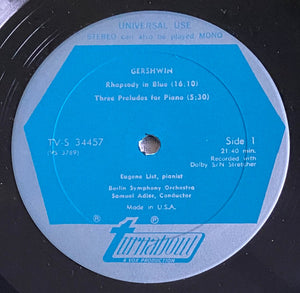 UNIVERSAL USE
STEREO can also be played MONO
GERSHWIN
Rhapsody in Blue (16:10)
Three Preludes for Piano (5:30)
TV-S 34457
Side 1
(VS 3789)
21:40 min.
Recorded with
Dolby S/N Stretcher
Eugene List, pianist
Berlin Symphony Orchestra
Samuel Adler, Conductor
Made in U.S.A.
® ℗
turnabout
A VOX PRODUCTION